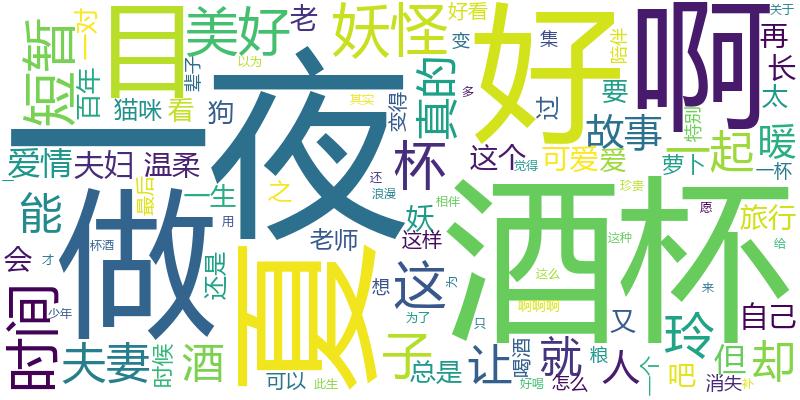 一夜
酒杯
夏
做
好
啊
目
美好
妖怪
短暂
一对
百年
老
辈子
以为
猫咪
看
狗
变得
真的
好看
变
集
陪伴
过
要
故事
关于
再
长
太
特别
暖
一起
一杯
萝卜
爱
可爱
这个
觉得
杯
其实
多
还
浪漫
相伴
妖
这样
老师
之
一生
温柔
夫妇
爱情
能
最后
用
杯酒
才
还是
会
时间
少年
夫妻
时候
酒
可以
此生
想
这
为
为了
子
总是
让
只
喝酒
好喝
啊啊啊
这么
就
怎么
粮
人
又
这种
珍贵
愿
给
旅行
自己
玲
来
但
却
吧
个
一
消失
补